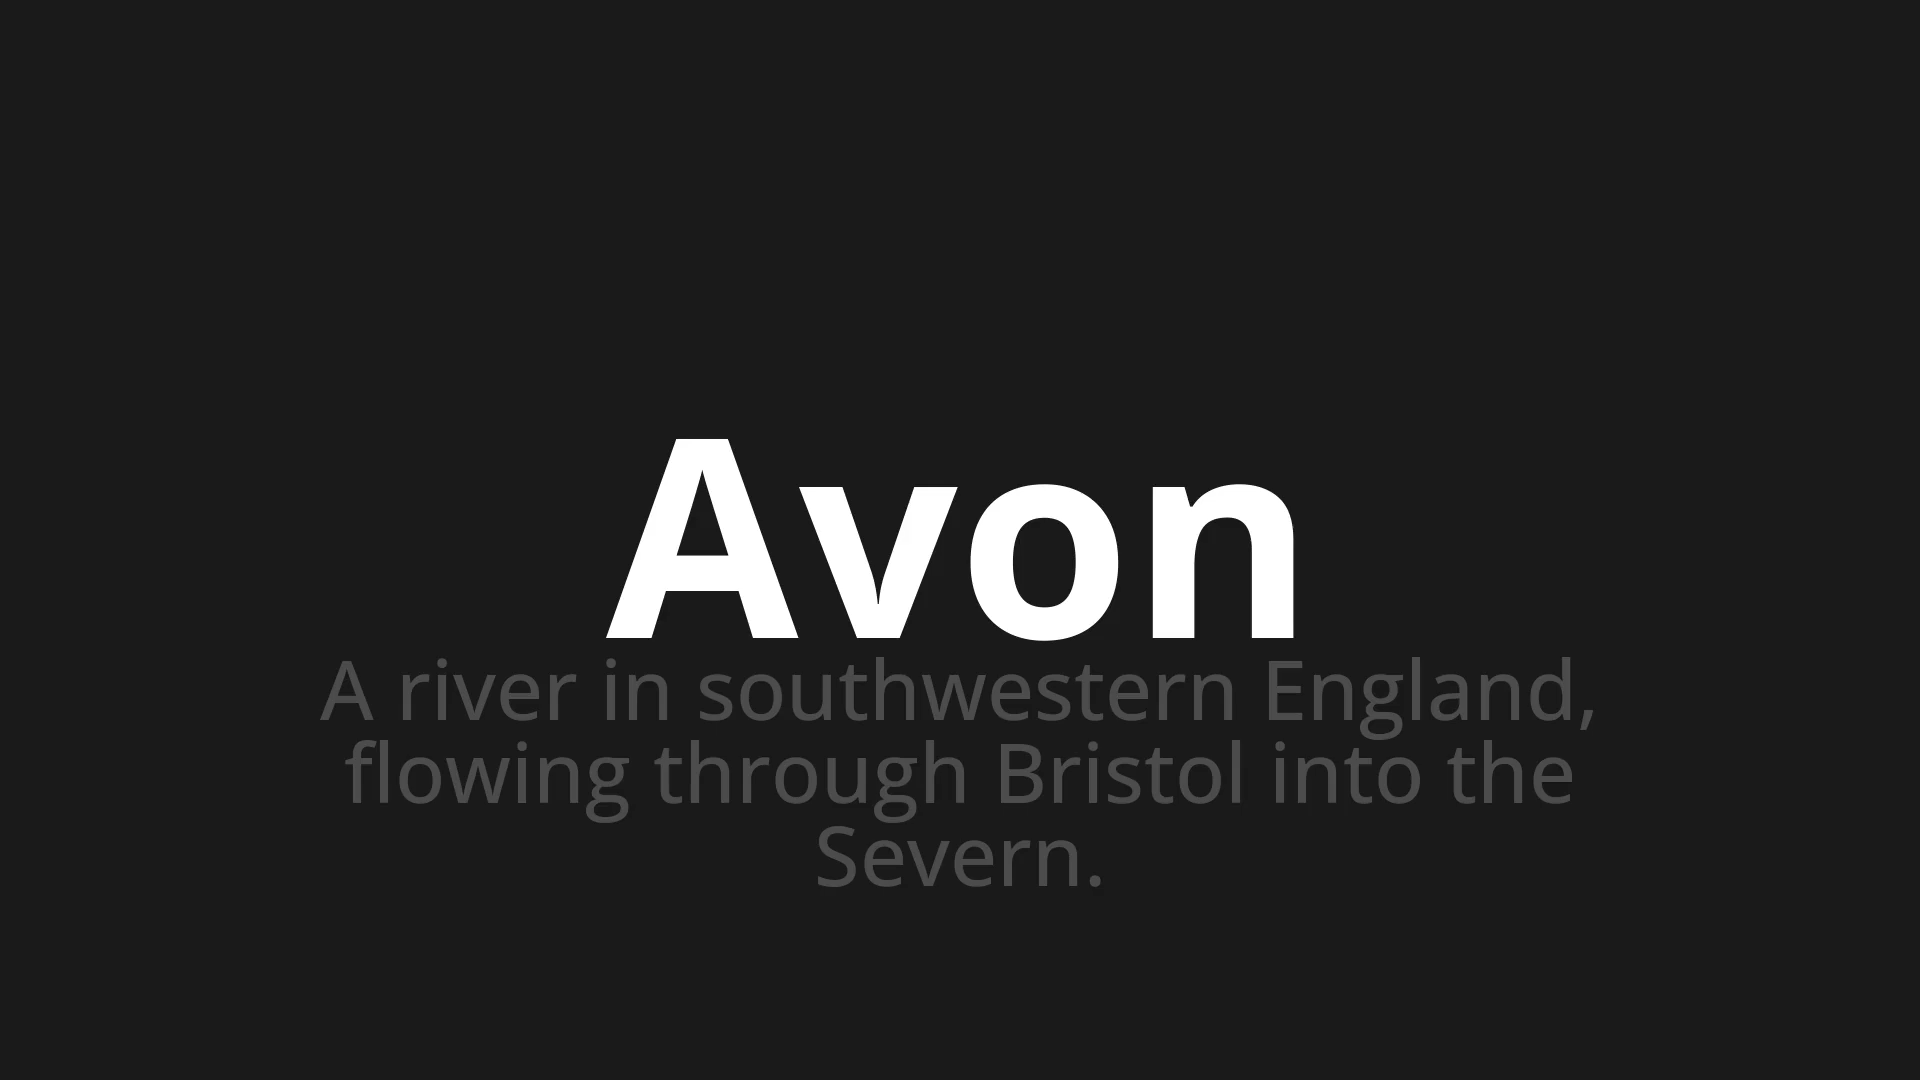 Avon
A river in southwestern England,
flowing through Bristol into the
Severn.